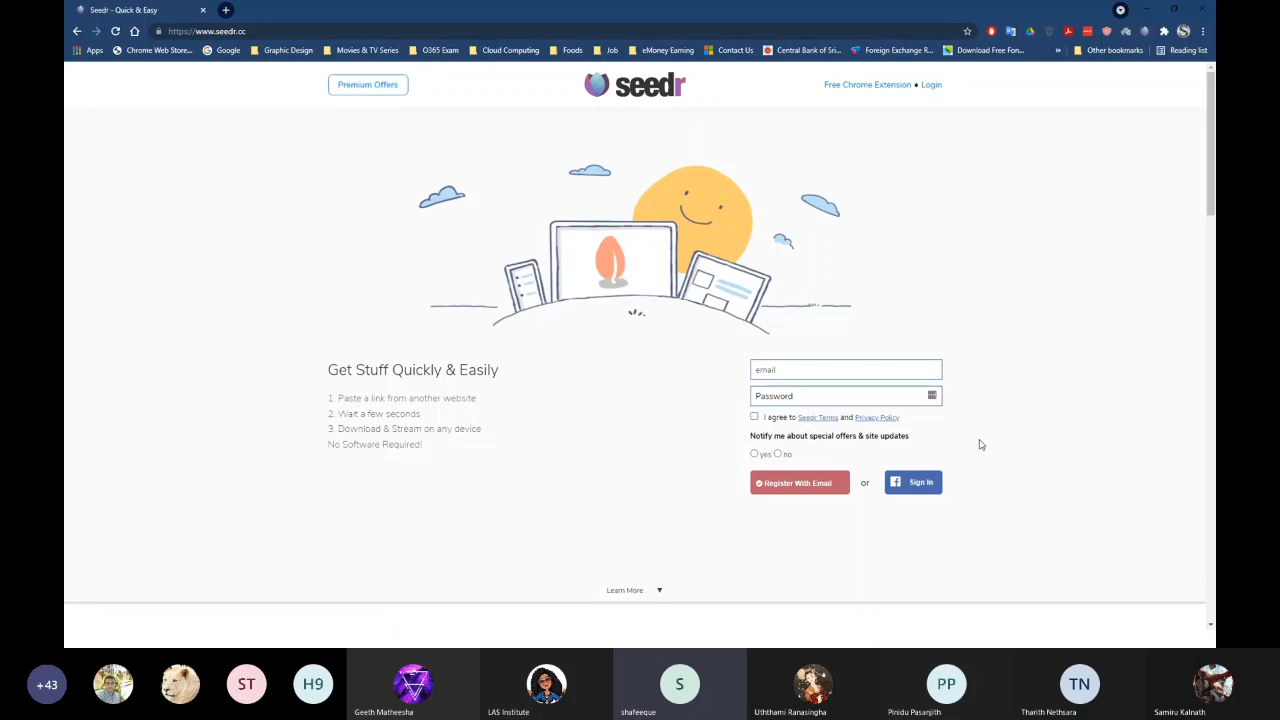 Seedr - Quick & Easy
https://www.seedr.cc
Apps
Chrome Web Store...
Google
Graphic Design
Movies & TV Series
O365 Exam
Cloud Computing
Foods
Job
eMoney Earning
Contact Us
Central Bank of Sri...
Foreign Exchange R...
Download Free Fon...
»
Other bookmarks
Reading list
Premium Offers
seedr
Free Chrome Extension • Login
Get Stuff Quickly & Easily
1. Paste a link from another website
2. Wait a few seconds
3. Download & Stream on any device
No Software Required!
email
Password
I agree to Seedr Terms and Privacy Policy
Notify me about special offers & site updates
yes no
Register With Email
or
Sign In
Learn More ▼
+43
ST
H9
S
PP
TN
Geeth Matheesha
LAS Institute
shafeeque
Uththami Ranasingha
Pinidu Pasanjith
Tharith Nethsara
Samiru Kalnath